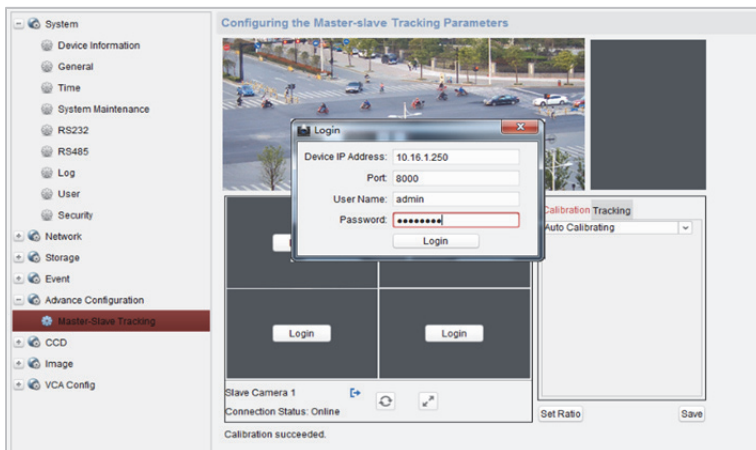 System
Device Information
General
Time
System Maintenance
RS232
RS485
Log
User
Security
Network
Storage
Event
Advance Configuration
Master-Slave Tracking
CCD
Image
VCA Config
Configuring the Master-slave Tracking Parameters
Login
Device IP Address: 10.16.1.250
Port: 8000
User Name: admin
Password: ●●●●●●●●
Login
Login Login
Slave Camera 1
Connection Status: Online
Calibration succeeded.
Calibration Tracking
Auto Calibrating
Set Ratio Save